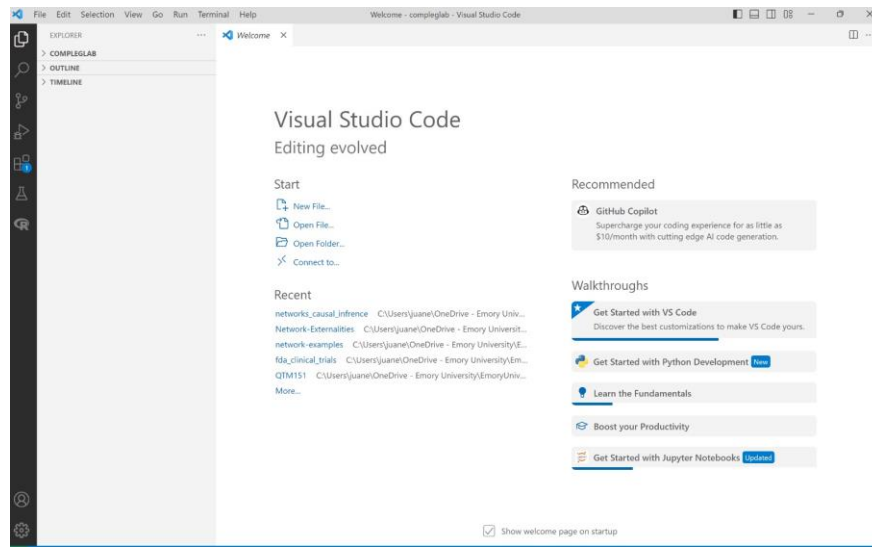 File Edit Selection View Go Run Terminal Help
Welcome - compleglab - Visual Studio Code
EXPLORER
Welcome
COMPLEGLAB
OUTLINE
TIMELINE
Visual Studio Code
Editing evolved
Start
New File...
Open File...
Open Folder...
Connect to...
Recent
networks_causal_infrence C:\Users\juane\OneDrive - Emory Univ...
Network-Externalities C:\Users\juane\OneDrive - Emory Universit...
network-examples C:\Users\juane\OneDrive - Emory University\E...
fda_clinical_trials C:\Users\juane\OneDrive - Emory University\Em...
QTM151 C:\Users\juane\OneDrive - Emory University\EmoryUniv...
More...
Recommended
GitHub Copilot
Supercharge your coding experience for as little as
$10/month with cutting edge AI code generation.
Walkthroughs
Get Started with VS Code
Discover the best customizations to make VS Code yours.
Get Started with Python Development New
Learn the Fundamentals
Boost your Productivity
Get Started with Jupyter Notebooks Updated
1
R
Show welcome page on startup